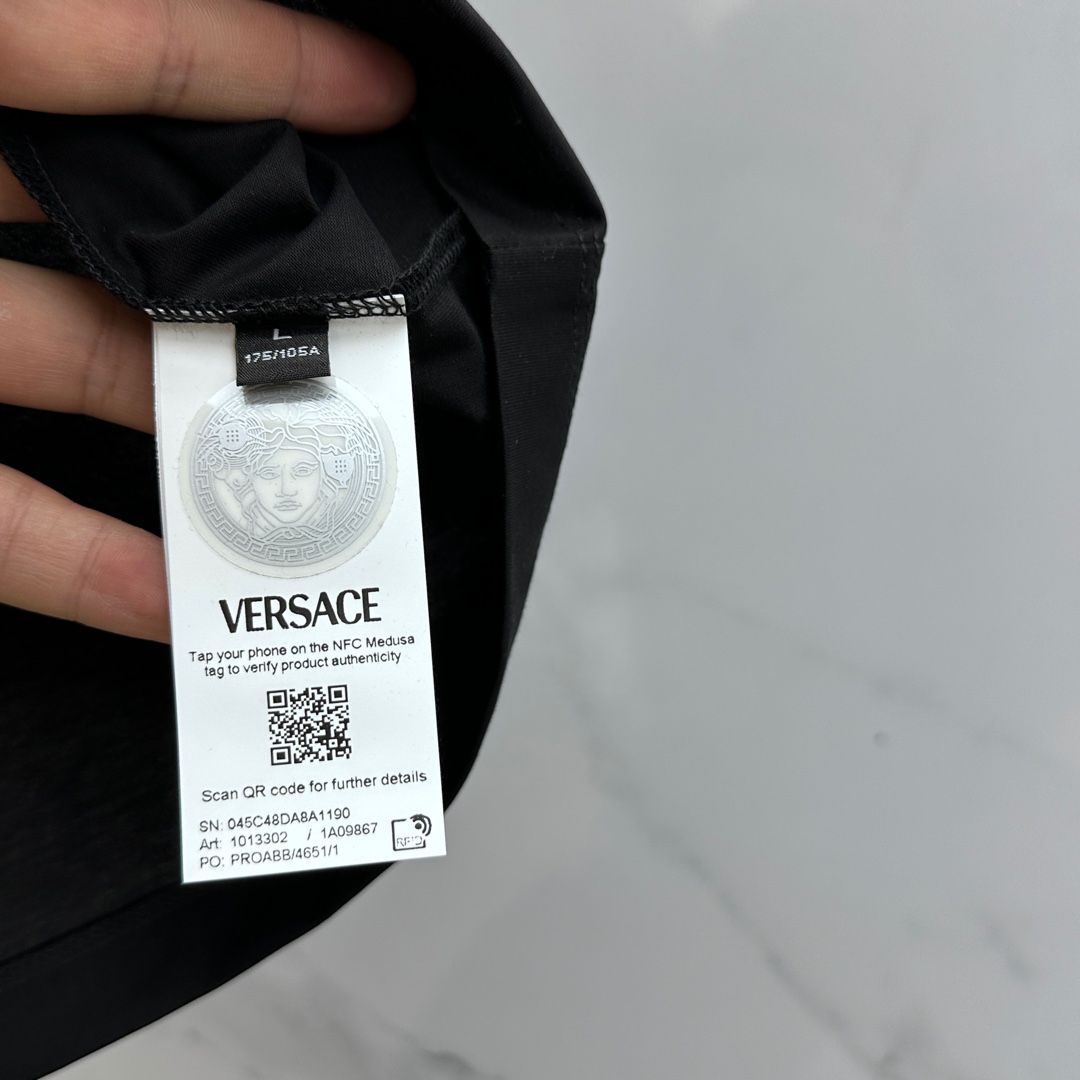 L
175/105A
VERSACE
Tap your phone on the NFC Medusa
tag to verify product authenticity
Scan QR code for further details
SN: 045C48DA8A1190
Art: 1013302 / 1A09867
PO: PROABB/4651/1
RFID